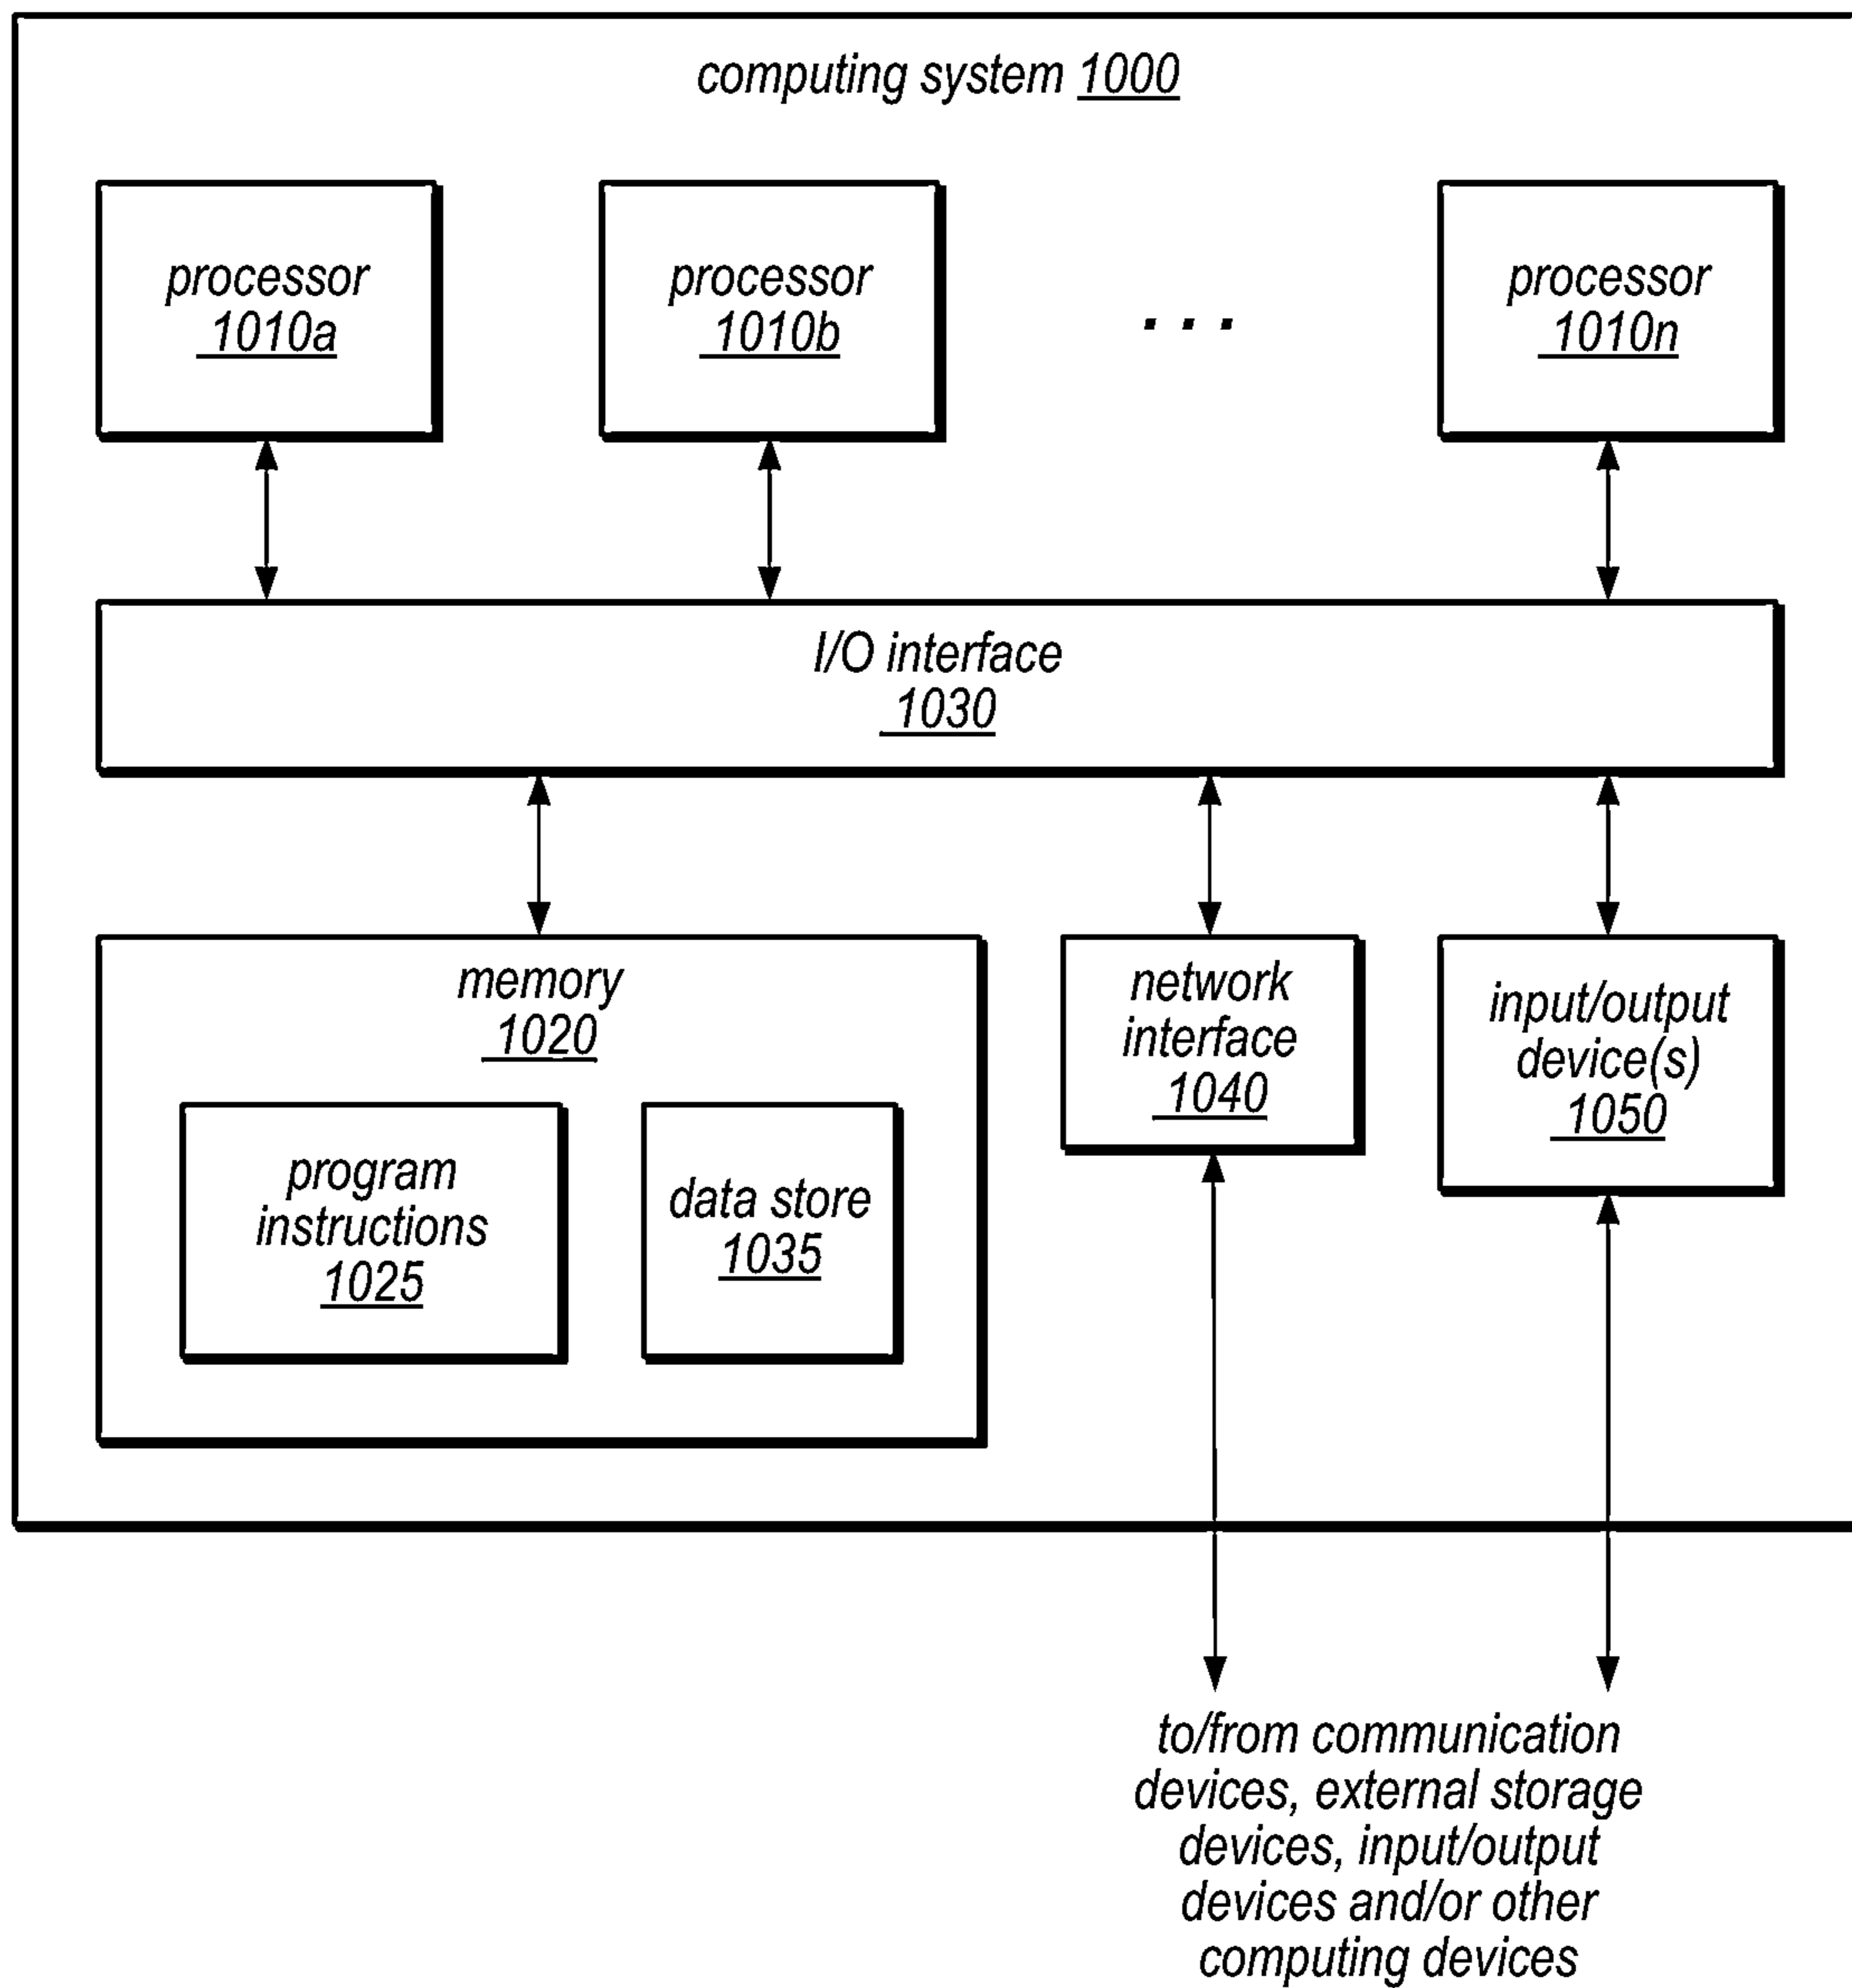 computing system 1000
processor
1010a
processor
1010b
. . .
processor
1010n
I/O interface
1030
memory
1020
program
instructions
1025
data store
1035
network
interface
1040
input/output
device(s)
1050
to/from communication
devices, external storage
devices, input/output
devices and/or other
computing devices